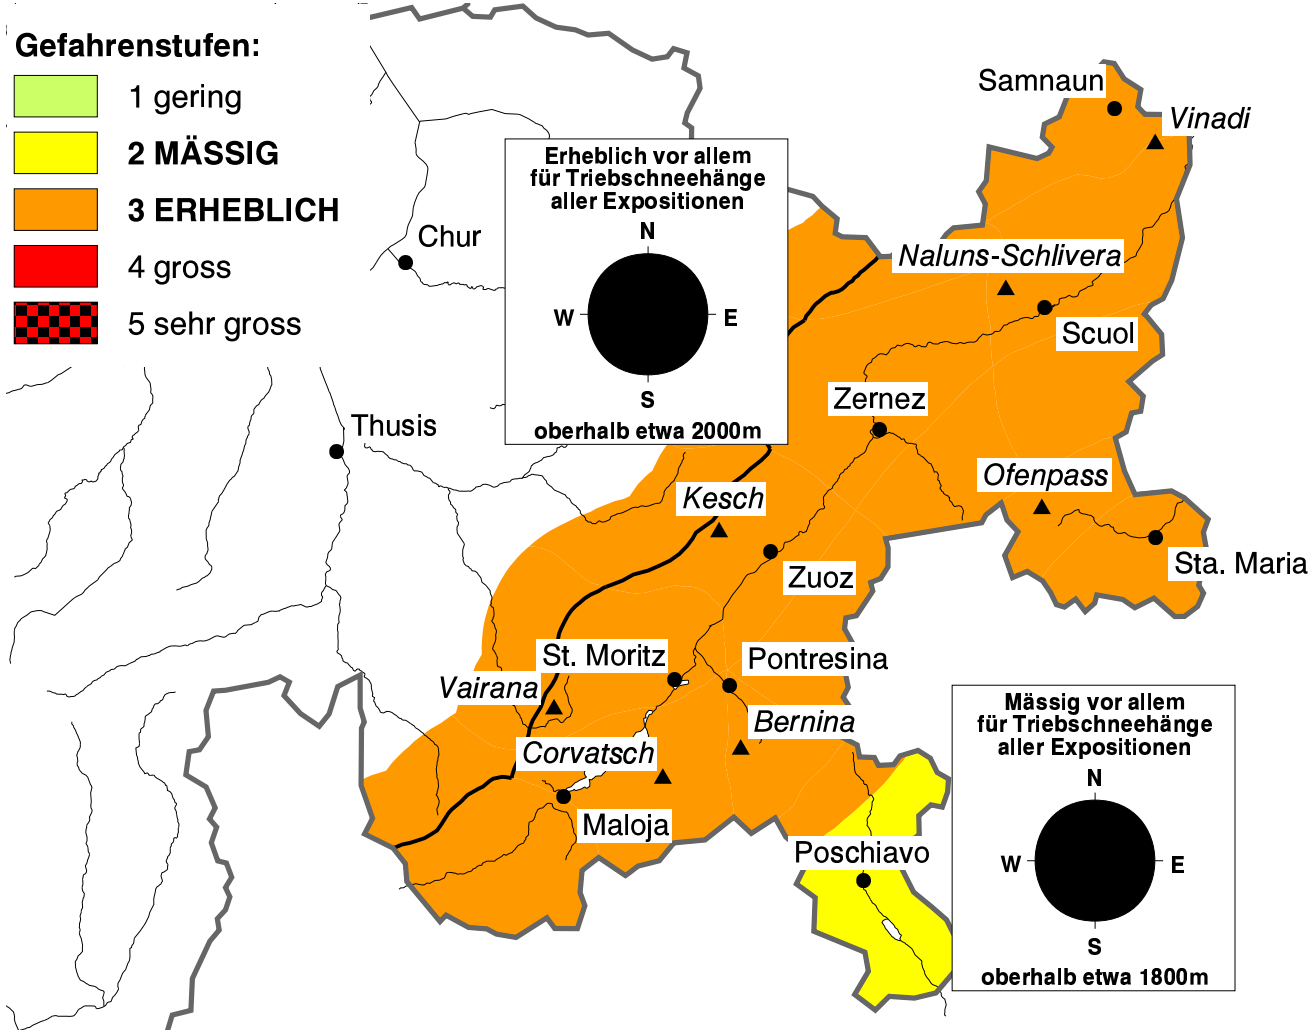 Gefahrenstufen:
1 gering
2 MÄSSIG
3 ERHEBLICH
4 gross
5 sehr gross
Samnaun
Vinadi
Erheblich vor allem
für Triebschneehänge
aller Expositionen
N
W
E
S
oberhalb etwa 2000m
Chur
Naluns-Schlivera
Scuol
Zernez
Thusis
Ofenpass
Kesch
Sta. Maria
Zuoz
St. Moritz
Pontresina
Vairana
Bernina
Corvatsch
Maloja
Poschiavo
Mässig vor allem
für Triebschneehänge
aller Expositionen
N
W
E
S
oberhalb etwa 1800m